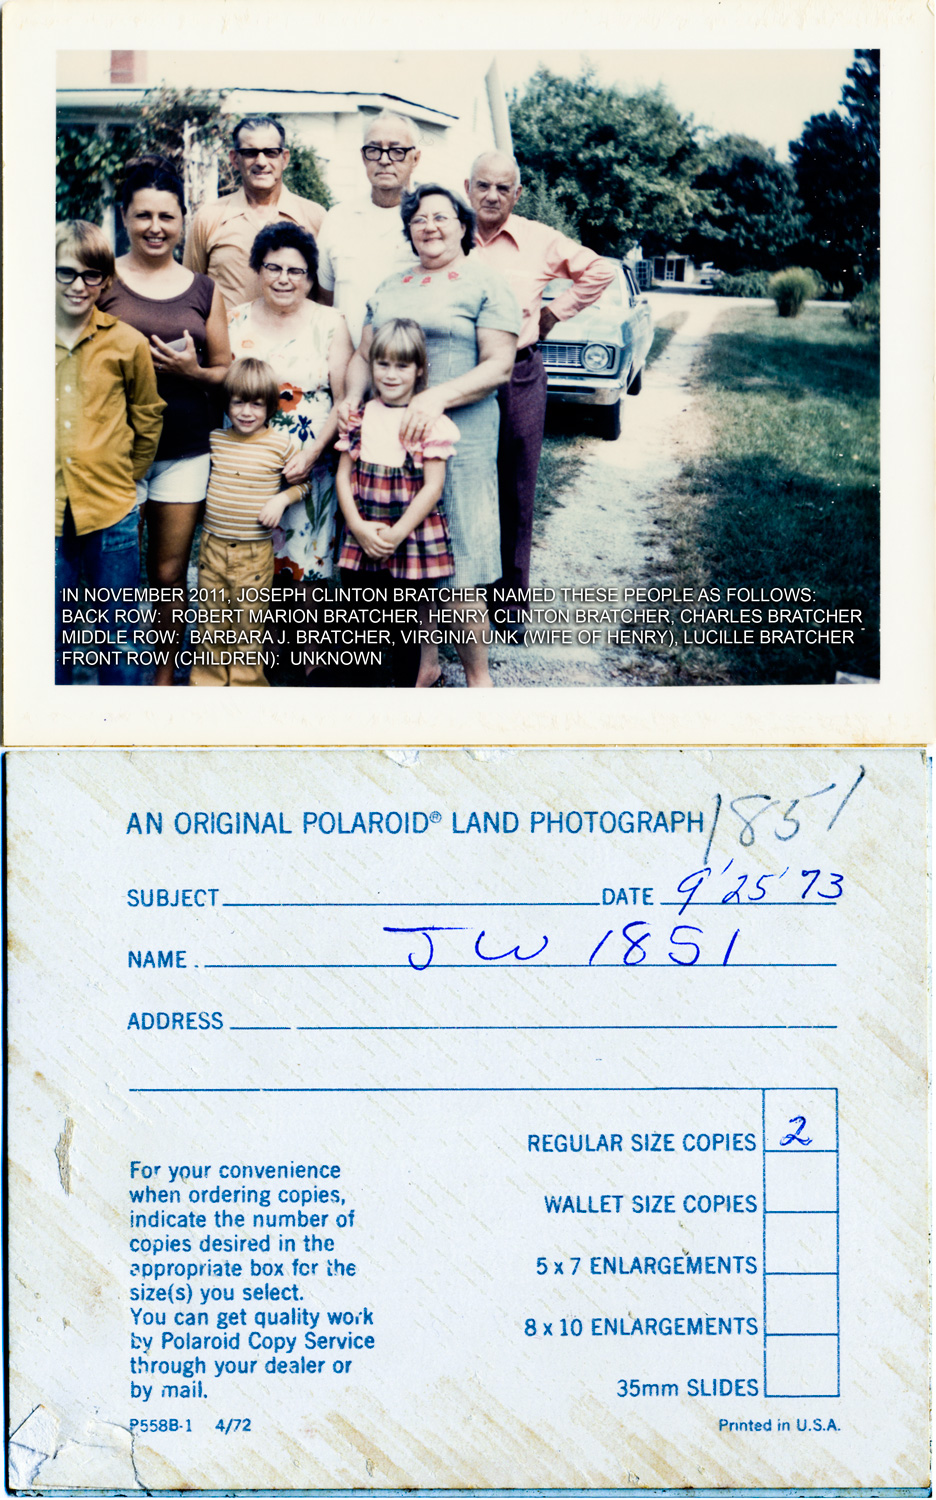 IN NOVEMBER 2011, JOSEPH CLINTON BRATCHER NAMED THESE PEOPLE AS FOLLOWS:
BACK ROW: ROBERT MARION BRATCHER, HENRY CLINTON BRATCHER, CHARLES BRATCHER
MIDDLE ROW: BARBARA J. BRATCHER, VIRGINIA UNK (WIFE OF HENRY), LUCILLE BRATCHER
FRONT ROW (CHILDREN): UNKNOWN
AN ORIGINAL POLAROID® LAND PHOTOGRAPH 1851
SUBJECT DATE 9'25'73
NAME JW 1851
ADDRESS
REGULAR SIZE COPIES 2
WALLET SIZE COPIES
5 x 7 ENLARGEMENTS
8 x 10 ENLARGEMENTS
35mm SLIDES
For your convenience
when ordering copies,
indicate the number of
copies desired in the
appropriate box for the
size(s) you select.
You can get quality work
by Polaroid Copy Service
through your dealer or
by mail.
P558B-1 4/72
Printed in U.S.A.